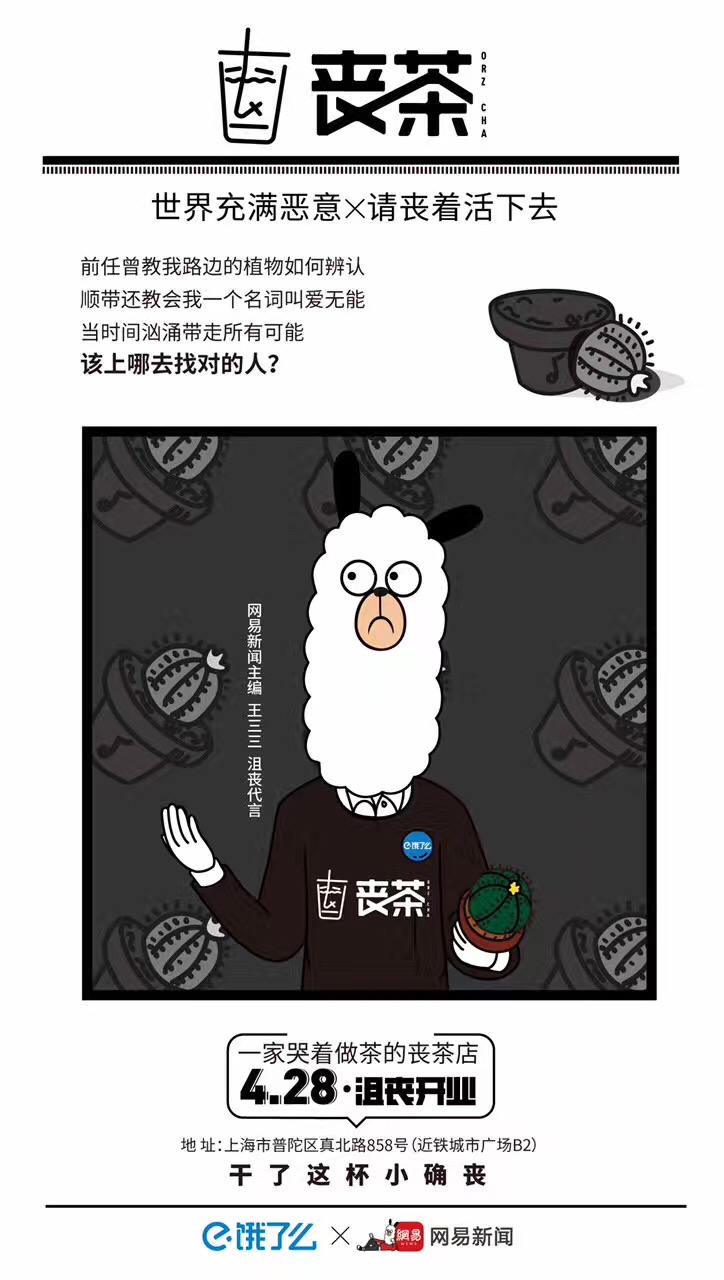 丧茶
ORZ CHA
世界充满恶意×请丧着活下去
前任曾教我路边的植物如何辨认
顺带还教会我一个名词叫爱无能
当时间汹涌带走所有可能
该上哪去找对的人?
网易新闻主编 王三三 沮丧代言
e饿了么
丧茶
ORZ CHA
一家哭着做茶的丧茶店
4.28·沮丧开业
地 址:上海市普陀区真北路858号(近铁城市广场B2)
干了这杯小确丧
e饿了么 × 网易 NEWS 网易新闻